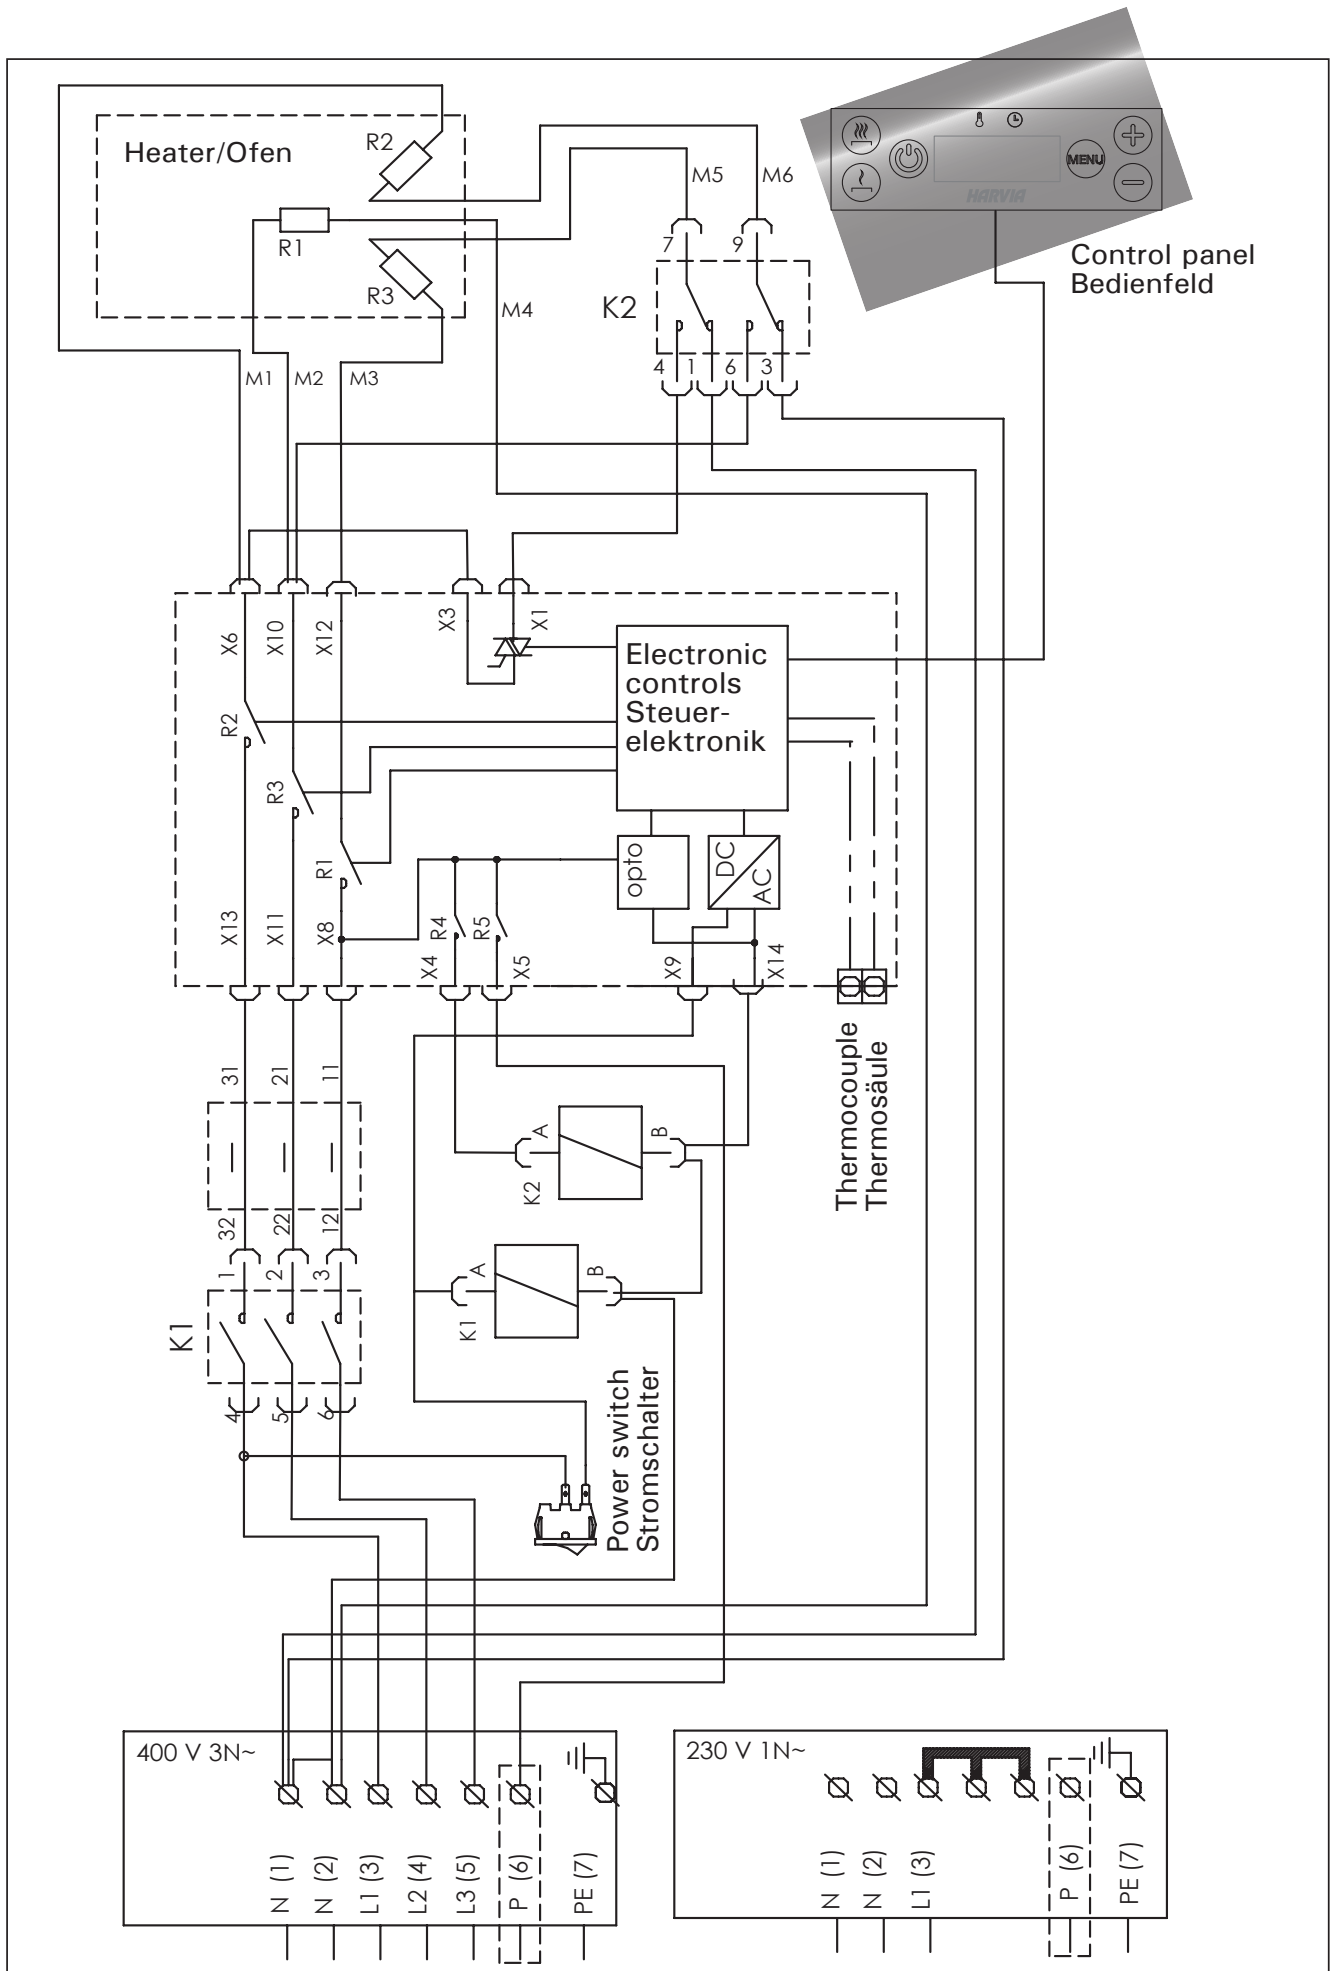 Heater/Ofen
R2
R1
R3
M5
M6
M4
MENU
HARVIA
Control panel
Bedienfeld
7
9
K2
4
1
6
3
M1
M2
M3
X6
X10
X12
X3
X1
Electronic
controls
Steuer-
elektronik
R2
R3
R1
opto
DC
AC
X13
X11
X8
R4
R5
X4
X5
X9
X14
Thermocouple
Thermosäule
31
21
11
A
B
K2
32
22
12
1
2
3
A
B
K1
K1
4
5
6
Power switch
Stromschalter
400 V 3N~
N (1)
N (2)
L1 (3)
L2 (4)
L3 (5)
P (6)
PE (7)
230 V 1N~
N (1)
N (2)
L1 (3)
P (6)
PE (7)